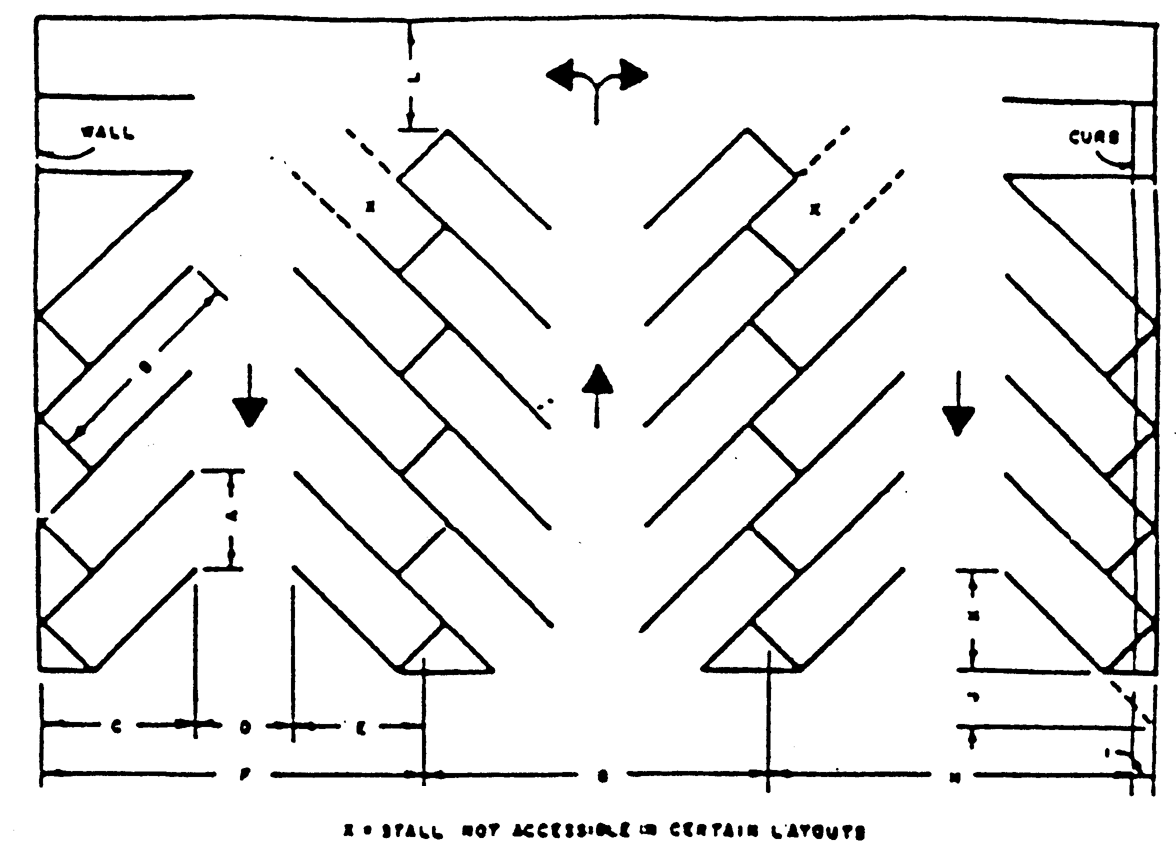 L
WALL
CURB
X
X
B
A
K
J
C
D
E
I
F
G
H
X = STALL NOT ACCESSIBLE IN CERTAIN LAYOUTS